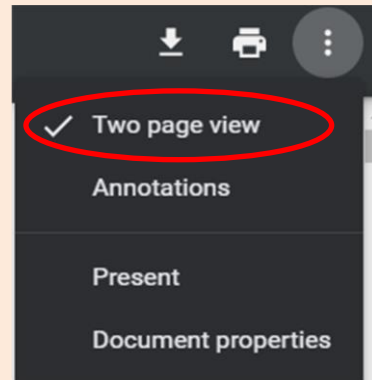 Two page view
Annotations
Present
Document properties